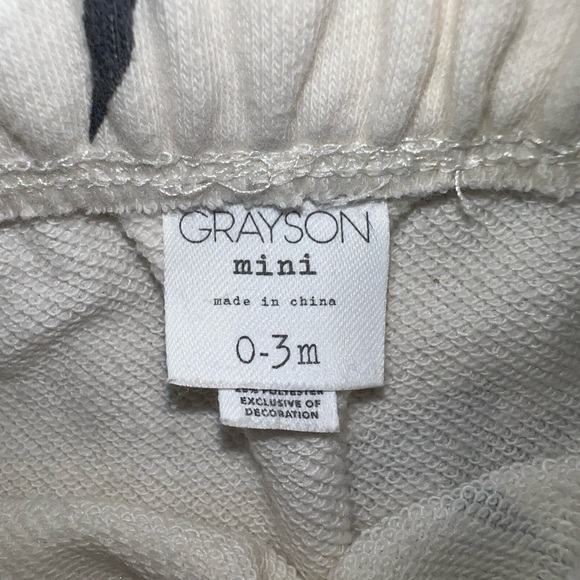 GRAYSON
mini
made in china
0-3m
POLYESTER
EXCLUSIVE OF
DECORATION